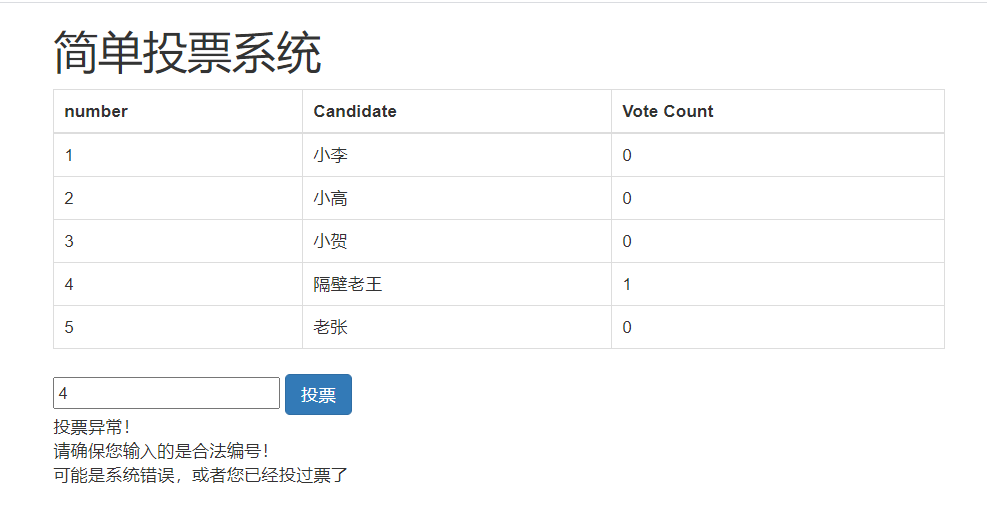 简单投票系统
number Candidate Vote Count
1 小李 0
2 小高 0
3 小贺 0
4 隔壁老王 1
5 老张 0
4 投票
投票异常！
请确保您输入的是合法编号！
可能是系统错误，或者您已经投过票了